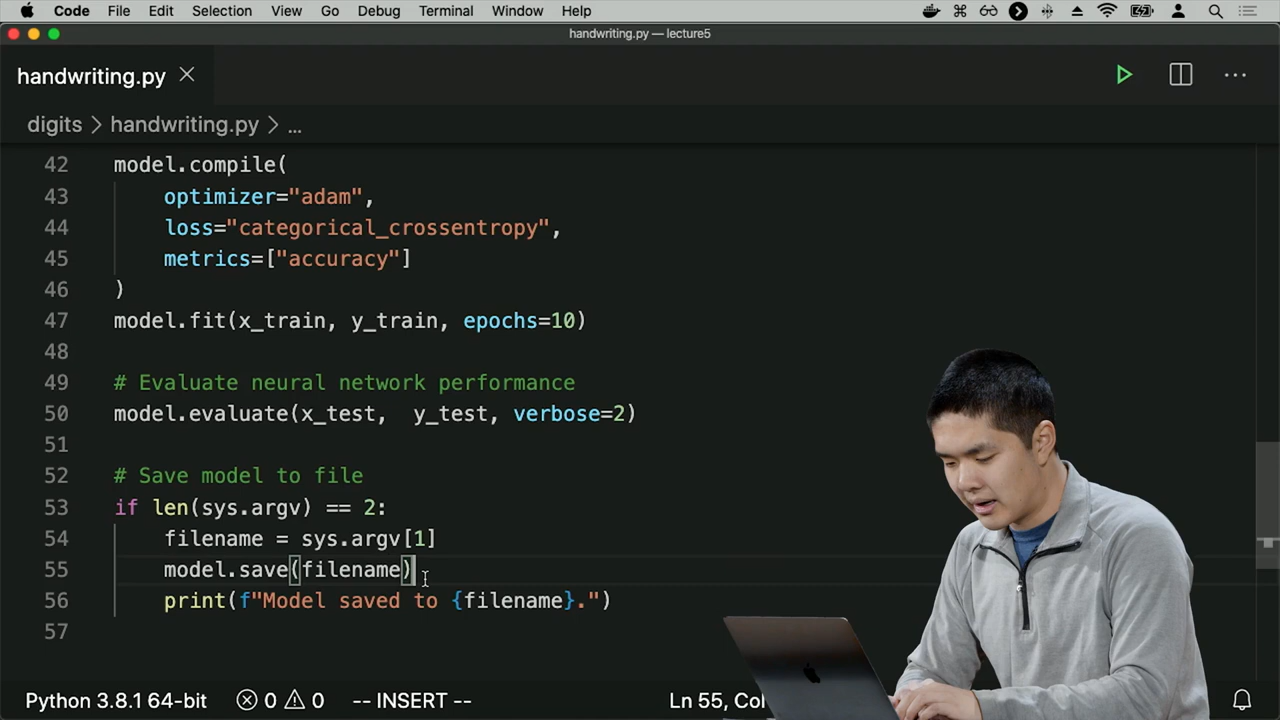 Code File Edit Selection View Go Debug Terminal Window Help
handwriting.py — lecture5
handwriting.py
digits > handwriting.py > ...
42 model.compile(
43 optimizer="adam",
44 loss="categorical_crossentropy",
45 metrics=["accuracy"]
46 )
47 model.fit(x_train, y_train, epochs=10)
48
49 # Evaluate neural network performance
50 model.evaluate(x_test,  y_test, verbose=2)
51
52 # Save model to file
53 if len(sys.argv) == 2:
54 filename = sys.argv[1]
55 model.save(filename)
56 print(f"Model saved to {filename}.")
57
Python 3.8.1 64-bit 0 0 -- INSERT -- Ln 55, Col